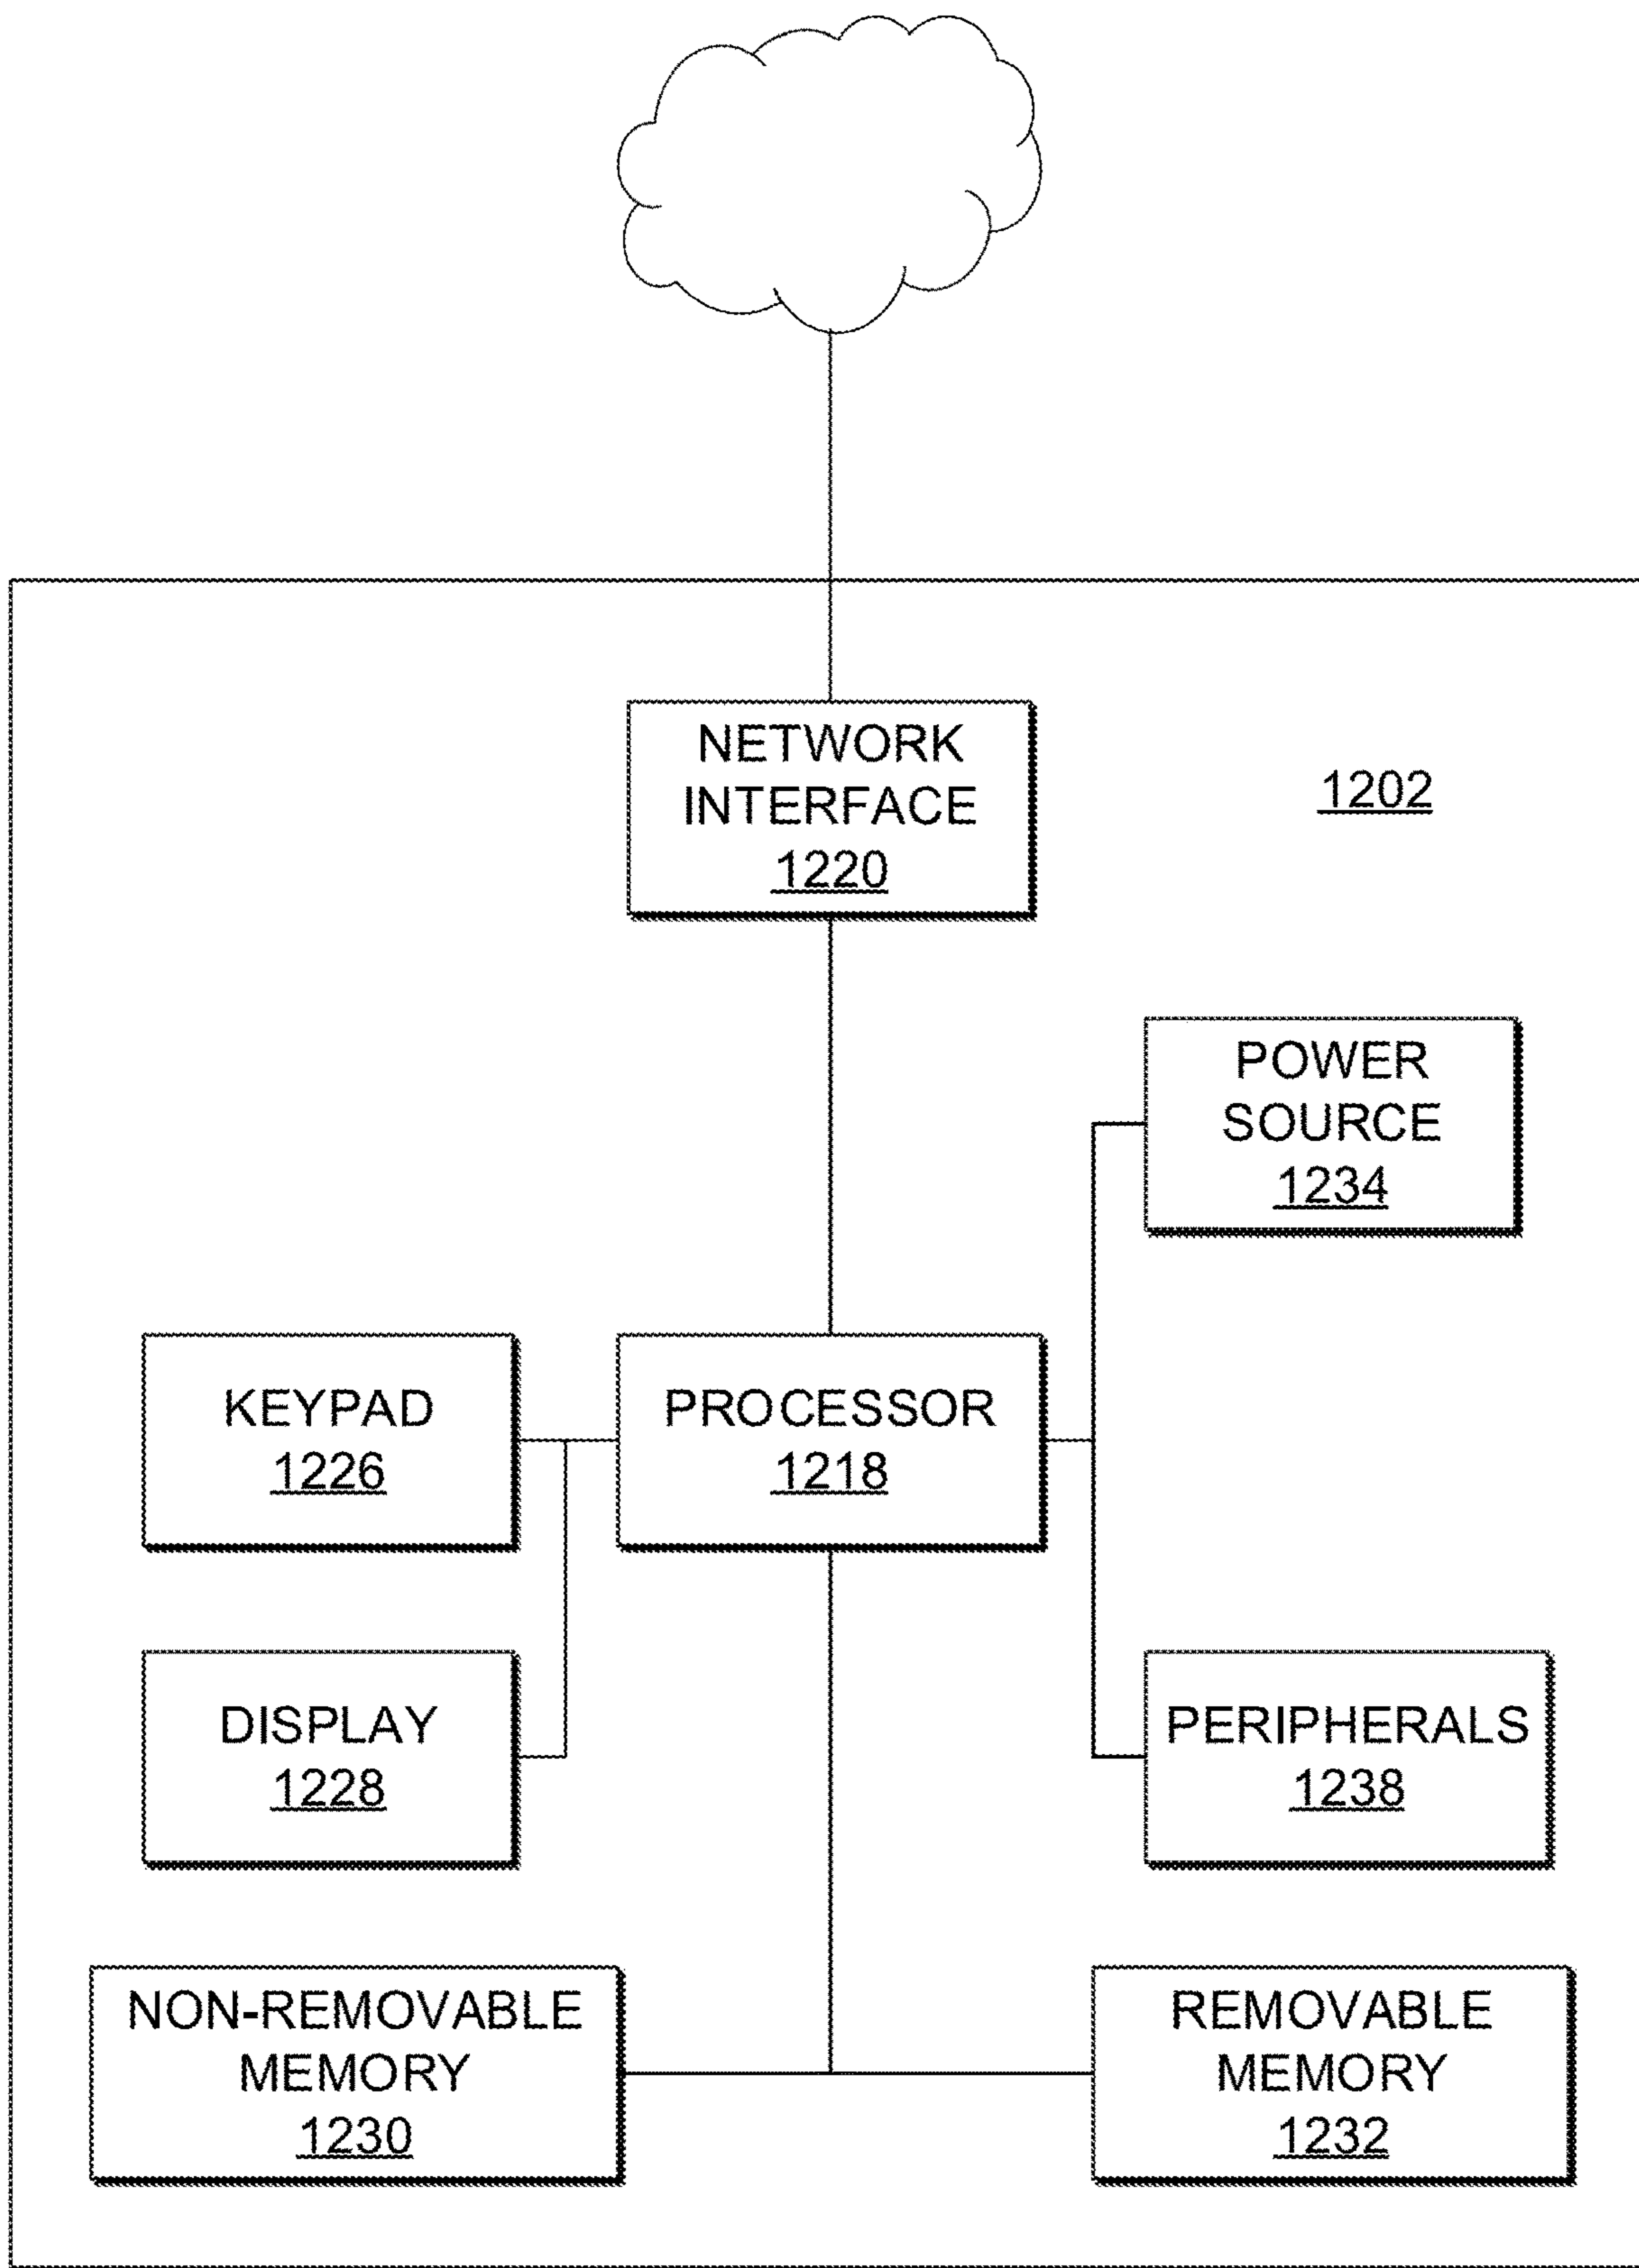 NETWORK
INTERFACE
1220
1202
POWER
SOURCE
1234
KEYPAD
1226
PROCESSOR
1218
DISPLAY
1228
PERIPHERALS
1238
NON-REMOVABLE
MEMORY
1230
REMOVABLE
MEMORY
1232